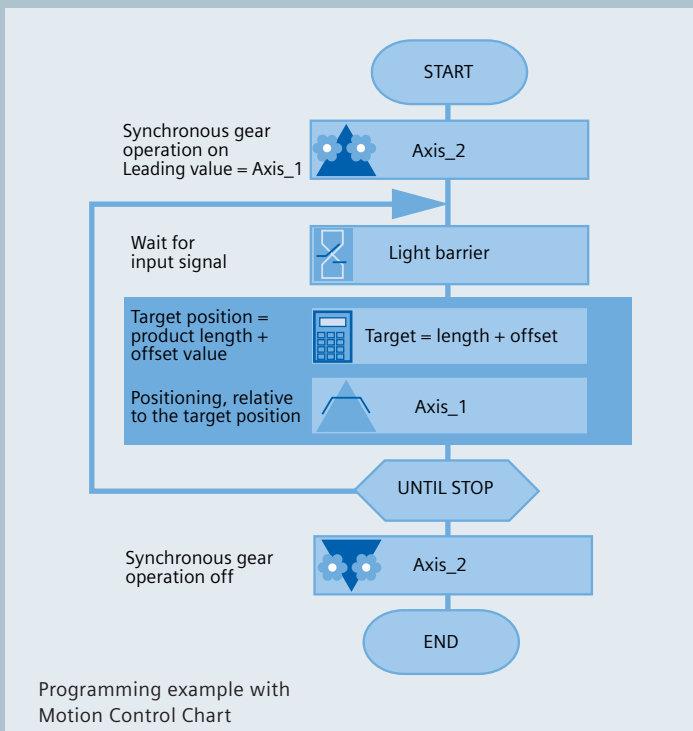 START
Synchronous gear
operation on
Leading value = Axis_1
Axis_2
Wait for
input signal
Light barrier
Target position =
product length +
offset value
Target = length + offset
Positioning, relative
to the target position
Axis_1
UNTIL STOP
Synchronous gear
operation off
Axis_2
END
Programming example with
Motion Control Chart